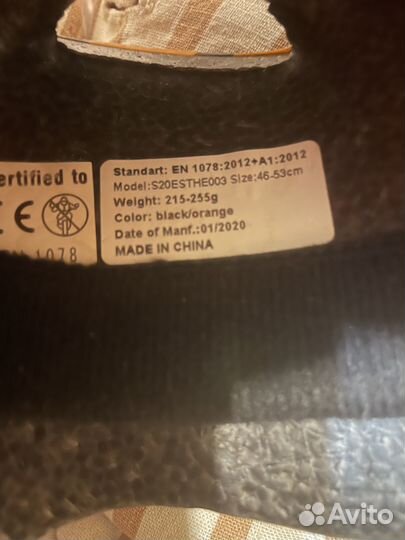 ertified to
CE
1078
Standart: EN 1078:2012+A1:2012
Model:S20ESTHE003 Size:46-53cm
Weight: 215-255g
Color: black/orange
Date of Manf.:01/2020
MADE IN CHINA
Avito